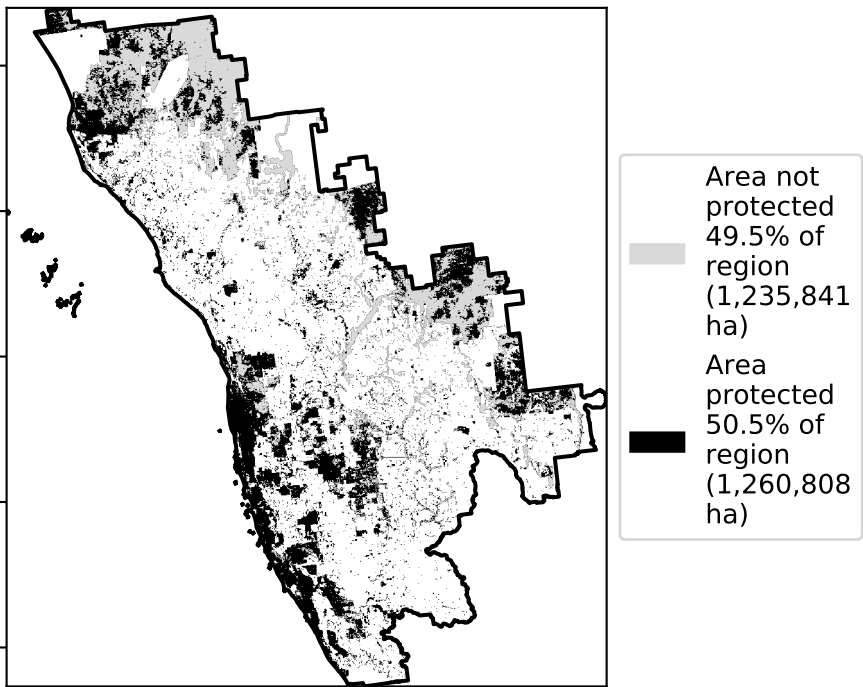 Area not
protected
49.5% of
region
(1,235,841
ha)
Area
protected
50.5% of
region
(1,260,808
ha)